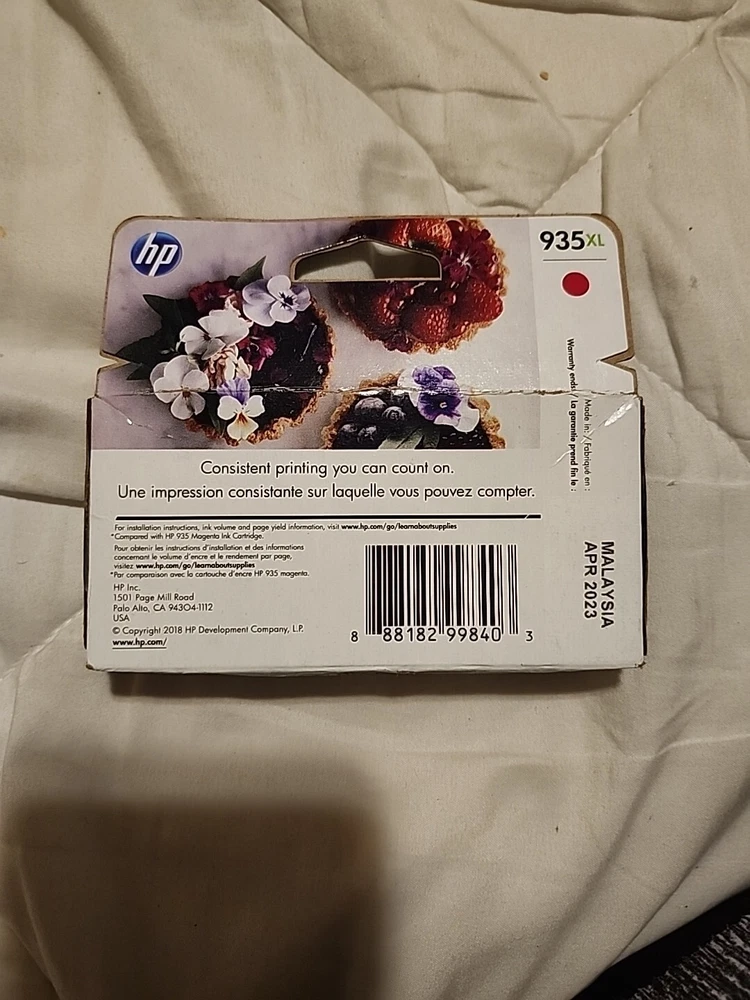 hp
935XL
Consistent printing you can count on.
Une impression consistante sur laquelle vous pouvez compter.
For installation instructions, ink volume and page yield information, visit www.hp.com/go/learnaboutsupplies
*Compared with HP 935 Magenta Ink Cartridge.
Pour obtenir les instructions d'installation et des informations
concernant le volume d'encre et le rendement par page,
visitez www.hp.com/go/learnaboutsupplies
*Par comparaison avec la cartouche d'encre HP 935 magenta.
HP Inc.
1501 Page Mill Road
Palo Alto, CA 94304-1112
USA
© Copyright 2018 HP Development Company, L.P.
www.hp.com/
8 88182 99840 3
Made in: / Fabriqué en :
Warranty ends: / La garantie prend fin le :
MALAYSIA
APR 2023